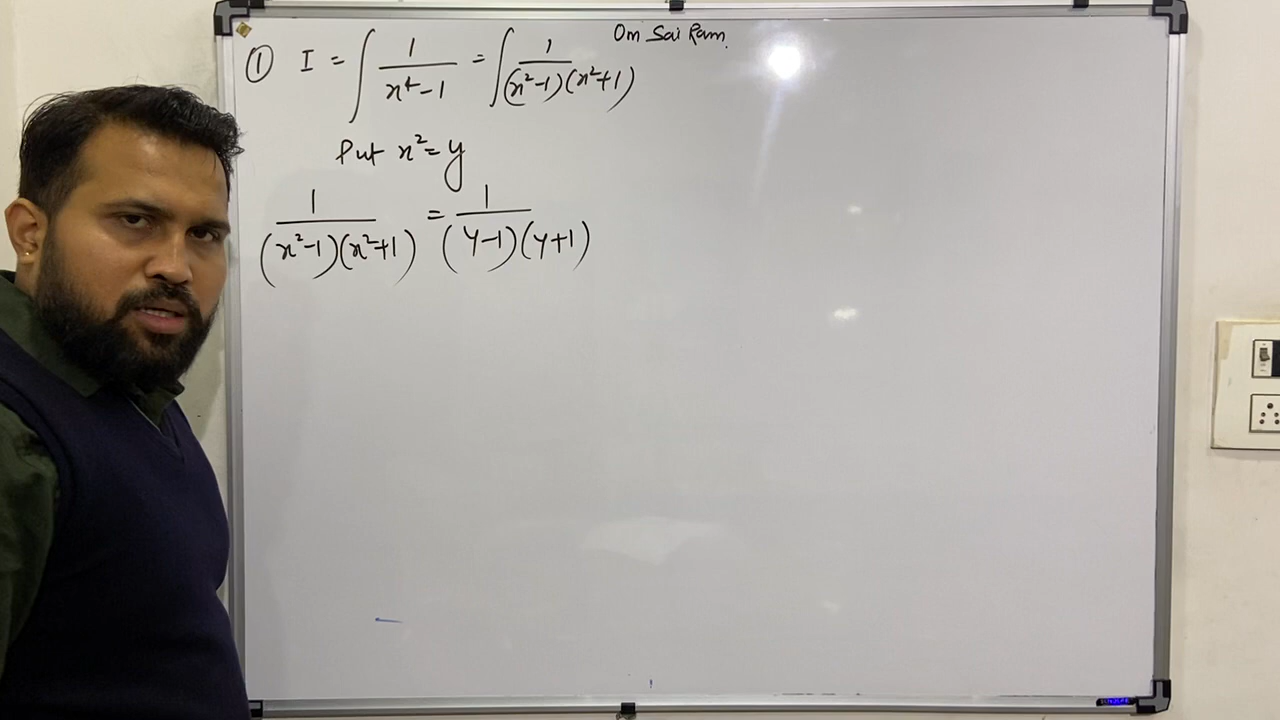 Om Sai Ram.
① I = ∫ 1/(x⁴-1) = ∫ 1/((x²-1)(x²+1))
Put x² = y
1/((x²-1)(x²+1)) = 1/((y-1)(y+1))